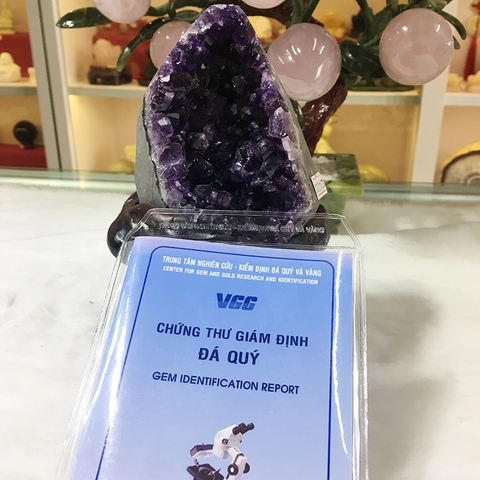 TRUNG TÂM NGHIÊN CỨU - KIỂM ĐỊNH ĐÁ QUÝ VÀ VÀNG
CENTER FOR GEM AND GOLD RESEARCH AND IDENTIFICATION
VGC
CHỨNG THƯ GIÁM ĐỊNH
ĐÁ QUÝ
GEM IDENTIFICATION REPORT